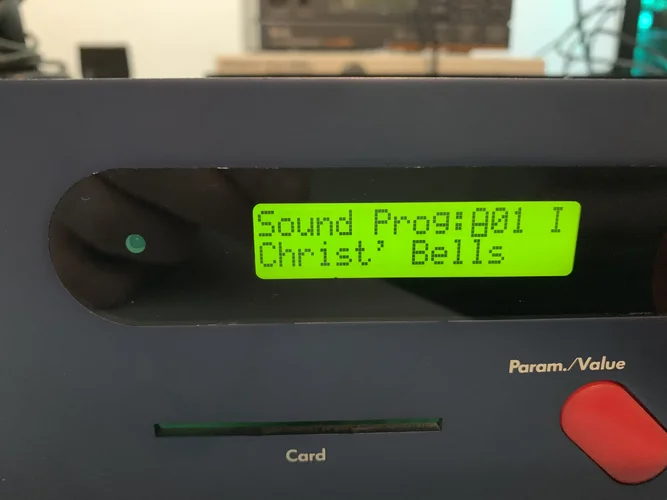 Sound Prog:A01 I
Christ' Bells
Param./Value
Card